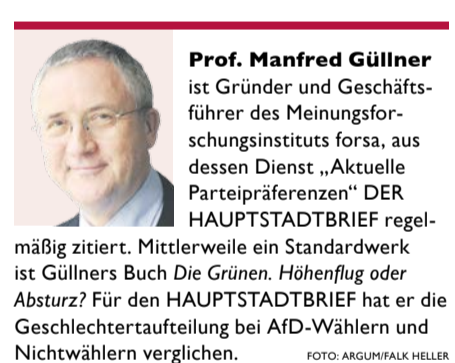 Prof. Manfred Güllner
ist Gründer und Geschäfts-
führer des Meinungsfor-
schungsinstituts forsa, aus
dessen Dienst „Aktuelle
Parteipräferenzen“ DER
HAUPTSTADTBRIEF regel-
mäßig zitiert. Mittlerweile ein Standardwerk
ist Güllners Buch Die Grünen. Höhenflug oder
Absturz? Für den HAUPTSTADTBRIEF hat er die
Geschlechteraufteilung bei AfD-Wählern und
Nichtwählern verglichen.
FOTO: ARGUM/FALK HELLER